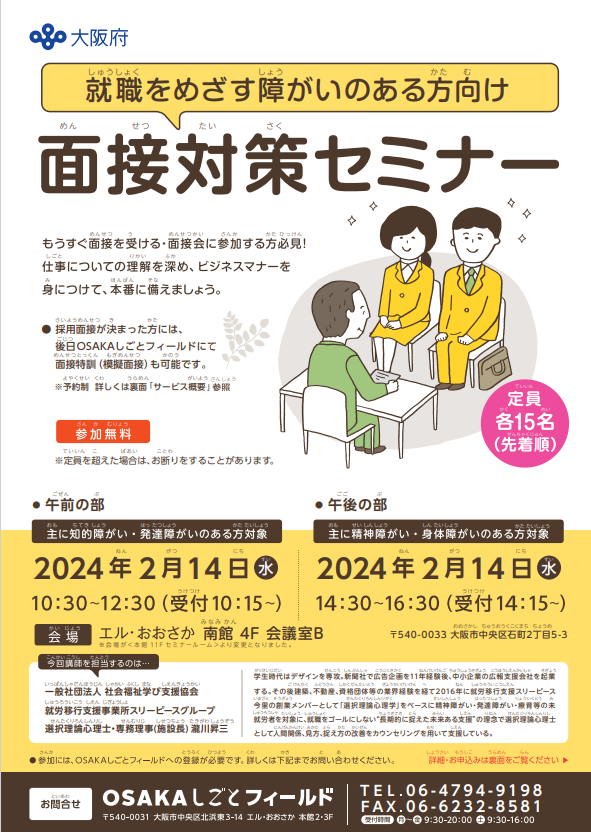 大阪府
就職をめざす障がいのある方向け
面接対策セミナー
もうすぐ面接を受ける・面接会に参加する方必見!
仕事についての理解を深め、ビジネスマナーを
身につけて、本番に備えましょう。
● 採用面接が決まった方には、
後日OSAKAしごとフィールドにて
面接特訓(模擬面接)も可能です。
※予約制 詳しくは裏面「サービス概要」参照
参加無料
※定員を超えた場合は、お断りをすることがあります。
定員
各15名
(先着順)
● 午前の部
主に知的障がい・発達障がいのある方対象
2024年2月14日水
10:30~12:30(受付10:15~)
● 午後の部
主に精神障がい・身体障がいのある方対象
2024年2月14日水
14:30~16:30(受付14:15~)
会場
エル・おおさか 南館 4F 会議室B
※会場がく本館 11F セミナールーム>より変更となりました。
〒540-0033 大阪市中央区石町2丁目5-3
今回講師を担当するのは…
一般社団法人 社会福祉学び支援協会
就労移行支援事業所スリーピースグループ
選択理論心理士・専務理事(施設長) 瀧川昇三
学生時代はデザインを専攻。新聞社で広告企画を11年経験後、中小企業の広報支援会社を起業
する。その後建築、不動産、資格団体等の業界経験を経て2016年に就労移行支援スリーピース
今里の創業メンバーとして「選択理論心理学」をベースに精神障がい・発達障がい・療育等の未
就労者を対象に、就職をゴールにしない"長期的に捉えた未来ある支援"の理念で選択理論心理士
として人間関係、見方、捉え方の改善をカウンセリングを用いて支援している。
● 参加には、OSAKAしごとフィールドへの登録が必要です。詳しくは下記までお問い合わせください。
詳細・お申込みは裏面をご覧ください ▶
お問合せ
OSAKAしごとフィールド
〒540-0031 大阪市中央区北浜東3-14 エル・おおさか 本館2・3F
TEL.06-4794-9198
FAX.06-6232-8581
受付時間 月~金 9:30-20:00 土 9:30-16:00